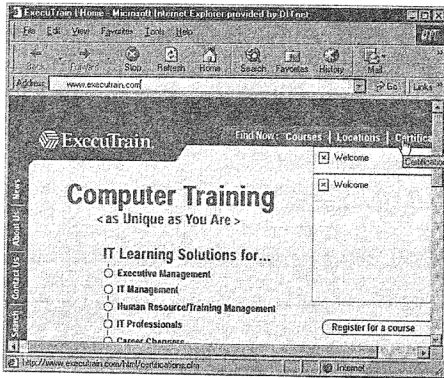 ExecuTrain | Home - Microsoft Internet Explorer provided by DITnet
File Edit View Favorites Tools Help
Stop Refresh Home Search Favorites History Mail
Address www.executrain.com Go Links
ExecuTrain
Find Now: Courses | Locations | Certifica
Certification
Welcome
Welcome
Computer Training
< as Unique as You Are >
IT Learning Solutions for...
Executive Management
IT Management
Human Resource/Training Management
IT Professionals
Career Changers
Register for a course
News
About Us
Contact Us
Search
http://www.executrain.com/html/certifications.cfm
Internet